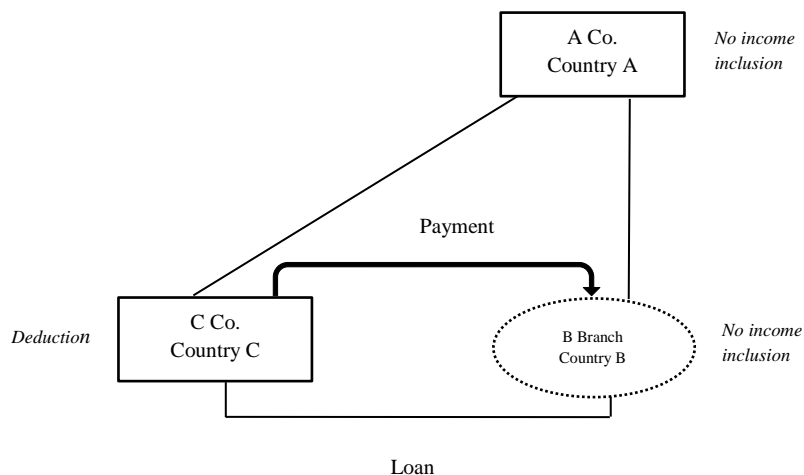 A Co.
Country A
No income
inclusion
Payment
Deduction
C Co.
Country C
B Branch
Country B
No income
inclusion
Loan